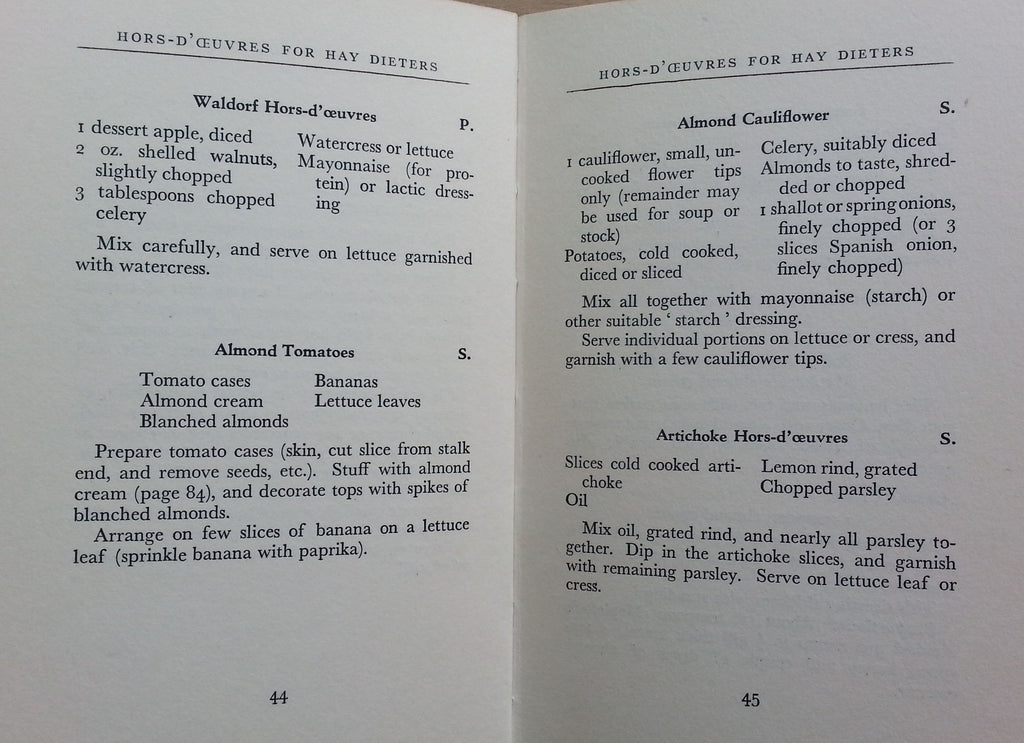 HORS-D'ŒUVRES FOR HAY DIETERS
Waldorf Hors-d'œuvres P.
1 dessert apple, diced
2 oz. shelled walnuts,
slightly chopped
3 tablespoons chopped
celery
Watercress or lettuce
Mayonnaise (for pro-
tein) or lactic dress-
ing
Mix carefully, and serve on lettuce garnished
with watercress.
Almond Tomatoes S.
Tomato cases
Almond cream
Blanched almonds
Bananas
Lettuce leaves
Prepare tomato cases (skin, cut slice from stalk
end, and remove seeds, etc.). Stuff with almond
cream (page 84), and decorate tops with spikes of
blanched almonds.
Arrange on few slices of banana on a lettuce
leaf (sprinkle banana with paprika).
44
HORS-D'ŒUVRES FOR HAY DIETERS
Almond Cauliflower S.
1 cauliflower, small, un-
cooked flower tips
only (remainder may
be used for soup or
stock)
Potatoes, cold cooked,
diced or sliced
Celery, suitably diced
Almonds to taste, shred-
ded or chopped
1 shallot or spring onions,
finely chopped (or 3
slices Spanish onion,
finely chopped)
Mix all together with mayonnaise (starch) or
other suitable ' starch ' dressing.
Serve individual portions on lettuce or cress, and
garnish with a few cauliflower tips.
Artichoke Hors-d'œuvres S.
Slices cold cooked arti-
choke
Oil
Lemon rind, grated
Chopped parsley
Mix oil, grated rind, and nearly all parsley to-
gether. Dip in the artichoke slices, and garnish
with remaining parsley. Serve on lettuce leaf or
cress.
45